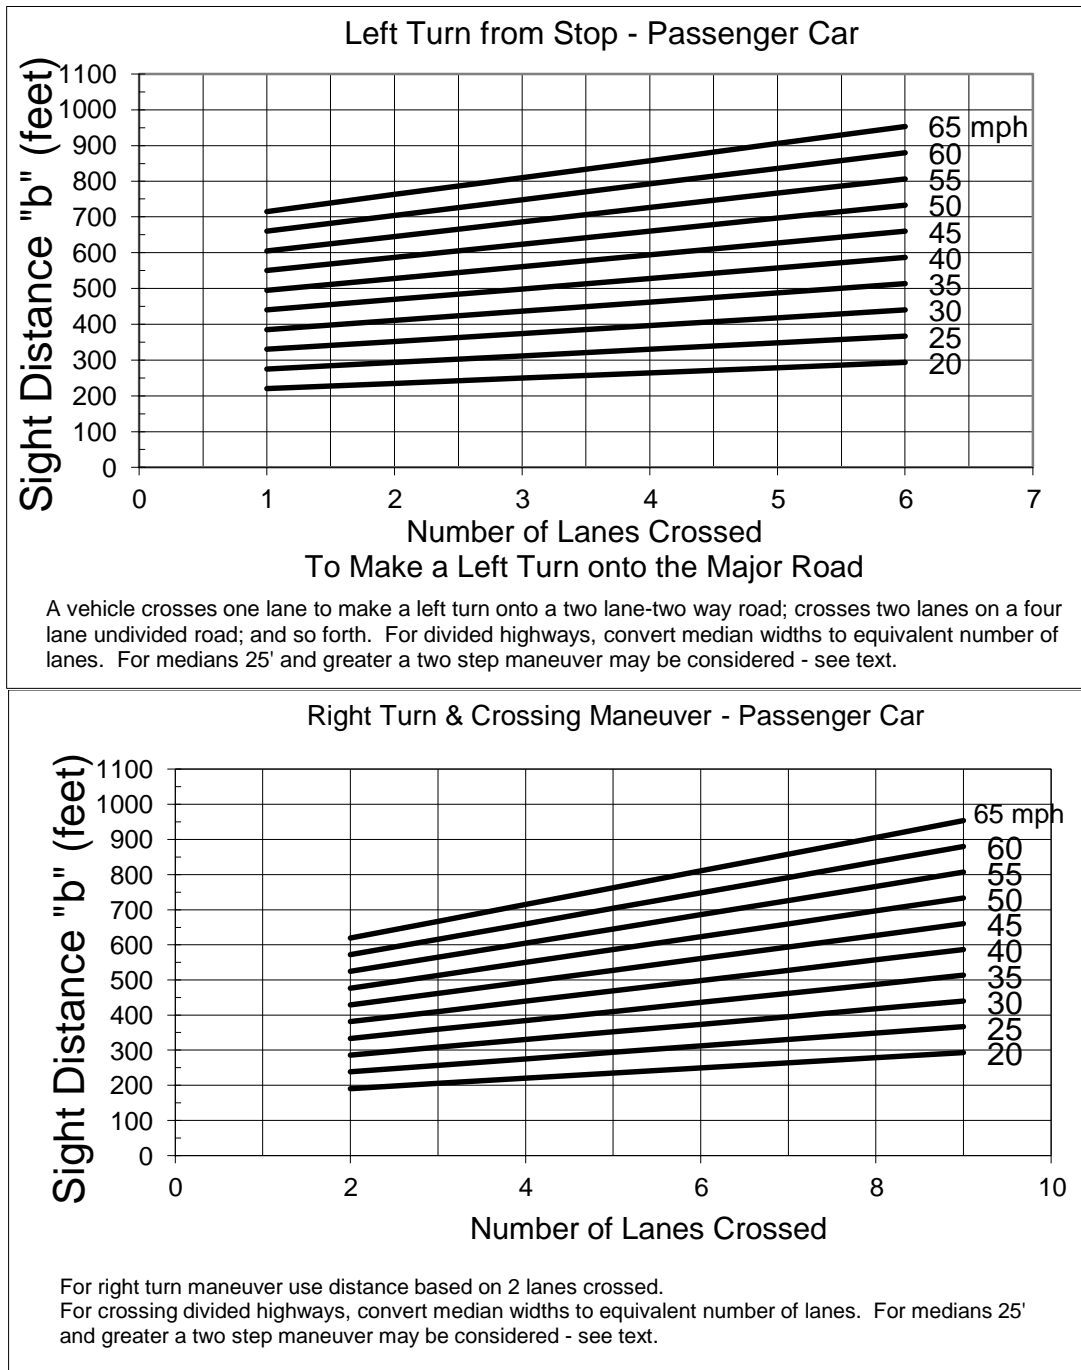 Left Turn from Stop - Passenger Car
Sight Distance "b" (feet)
1100
1000
900
800
700
600
500
400
300
200
100
0
65 mph
60
55
50
45
40
35
30
25
20
0 1 2 3 4 5 6 7
Number of Lanes Crossed
To Make a Left Turn onto the Major Road
A vehicle crosses one lane to make a left turn onto a two lane-two way road; crosses two lanes on a four
lane undivided road; and so forth. For divided highways, convert median widths to equivalent number of
lanes. For medians 25' and greater a two step maneuver may be considered - see text.
Right Turn & Crossing Maneuver - Passenger Car
Sight Distance "b" (feet)
1100
1000
900
800
700
600
500
400
300
200
100
0
65 mph
60
55
50
45
40
35
30
25
20
0 2 4 6 8 10
Number of Lanes Crossed
For right turn maneuver use distance based on 2 lanes crossed.
For crossing divided highways, convert median widths to equivalent number of lanes. For medians 25'
and greater a two step maneuver may be considered - see text.